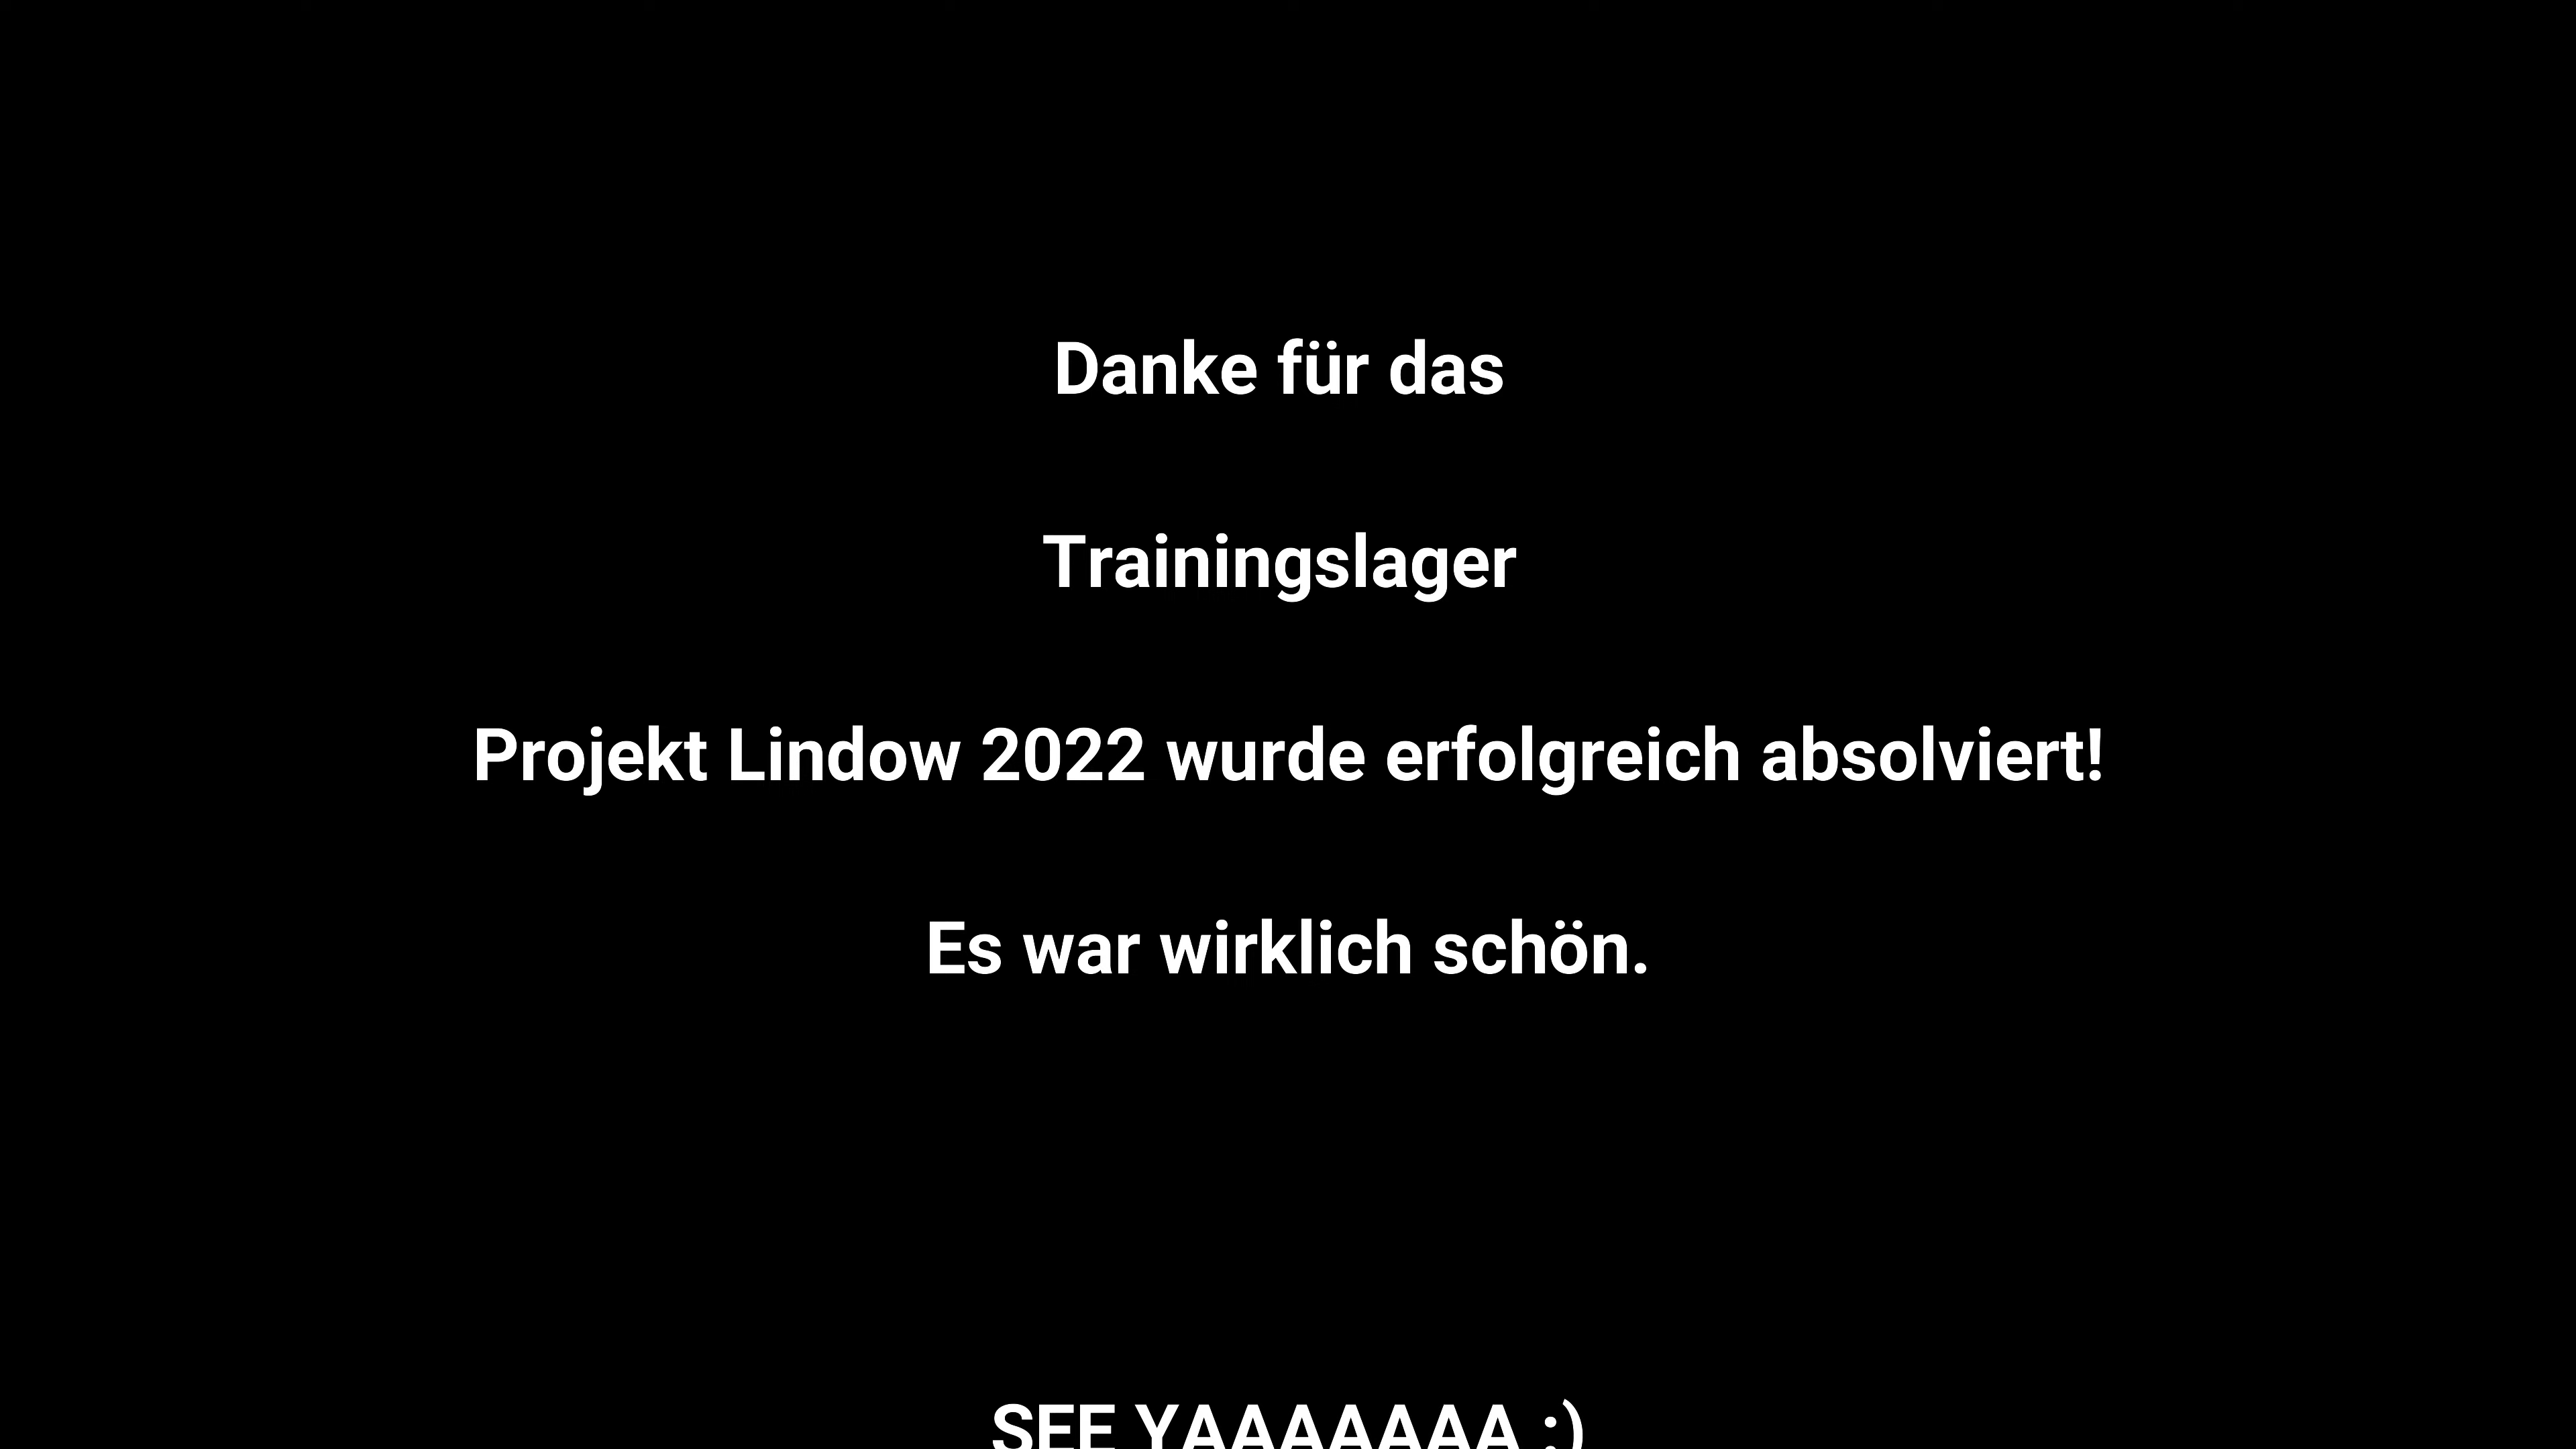 Danke für das
Trainingslager
Projekt Lindow 2022 wurde erfolgreich absolviert!
Es war wirklich schön.
SEE YAAAAAAA :)